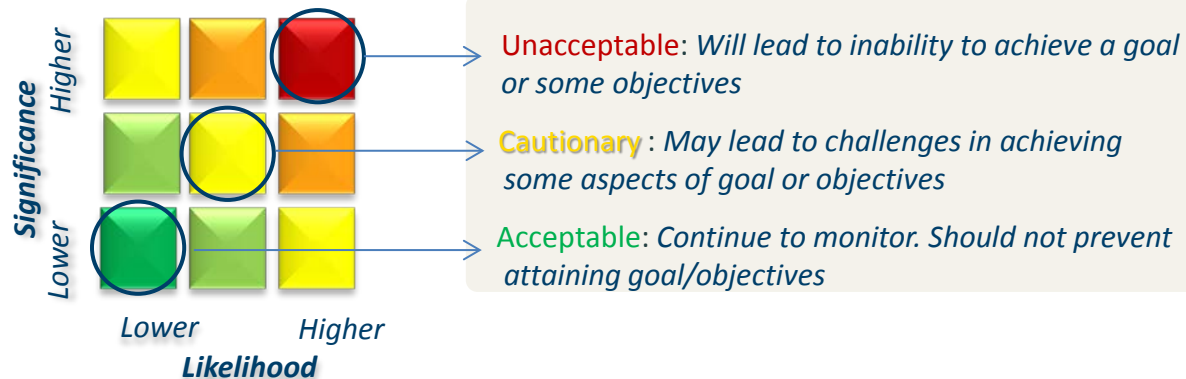 Higher
Significance
Lower
Lower
Higher
Likelihood
Unacceptable: Will lead to inability to achieve a goal
or some objectives
Cautionary : May lead to challenges in achieving
some aspects of goal or objectives
Acceptable: Continue to monitor. Should not prevent
attaining goal/objectives